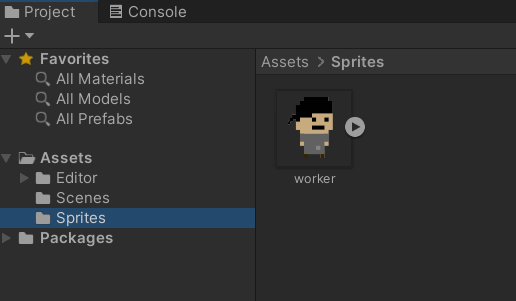 Project
Console
Favorites
All Materials
All Models
All Prefabs
Assets
Editor
Scenes
Sprites
Packages
Assets > Sprites
worker